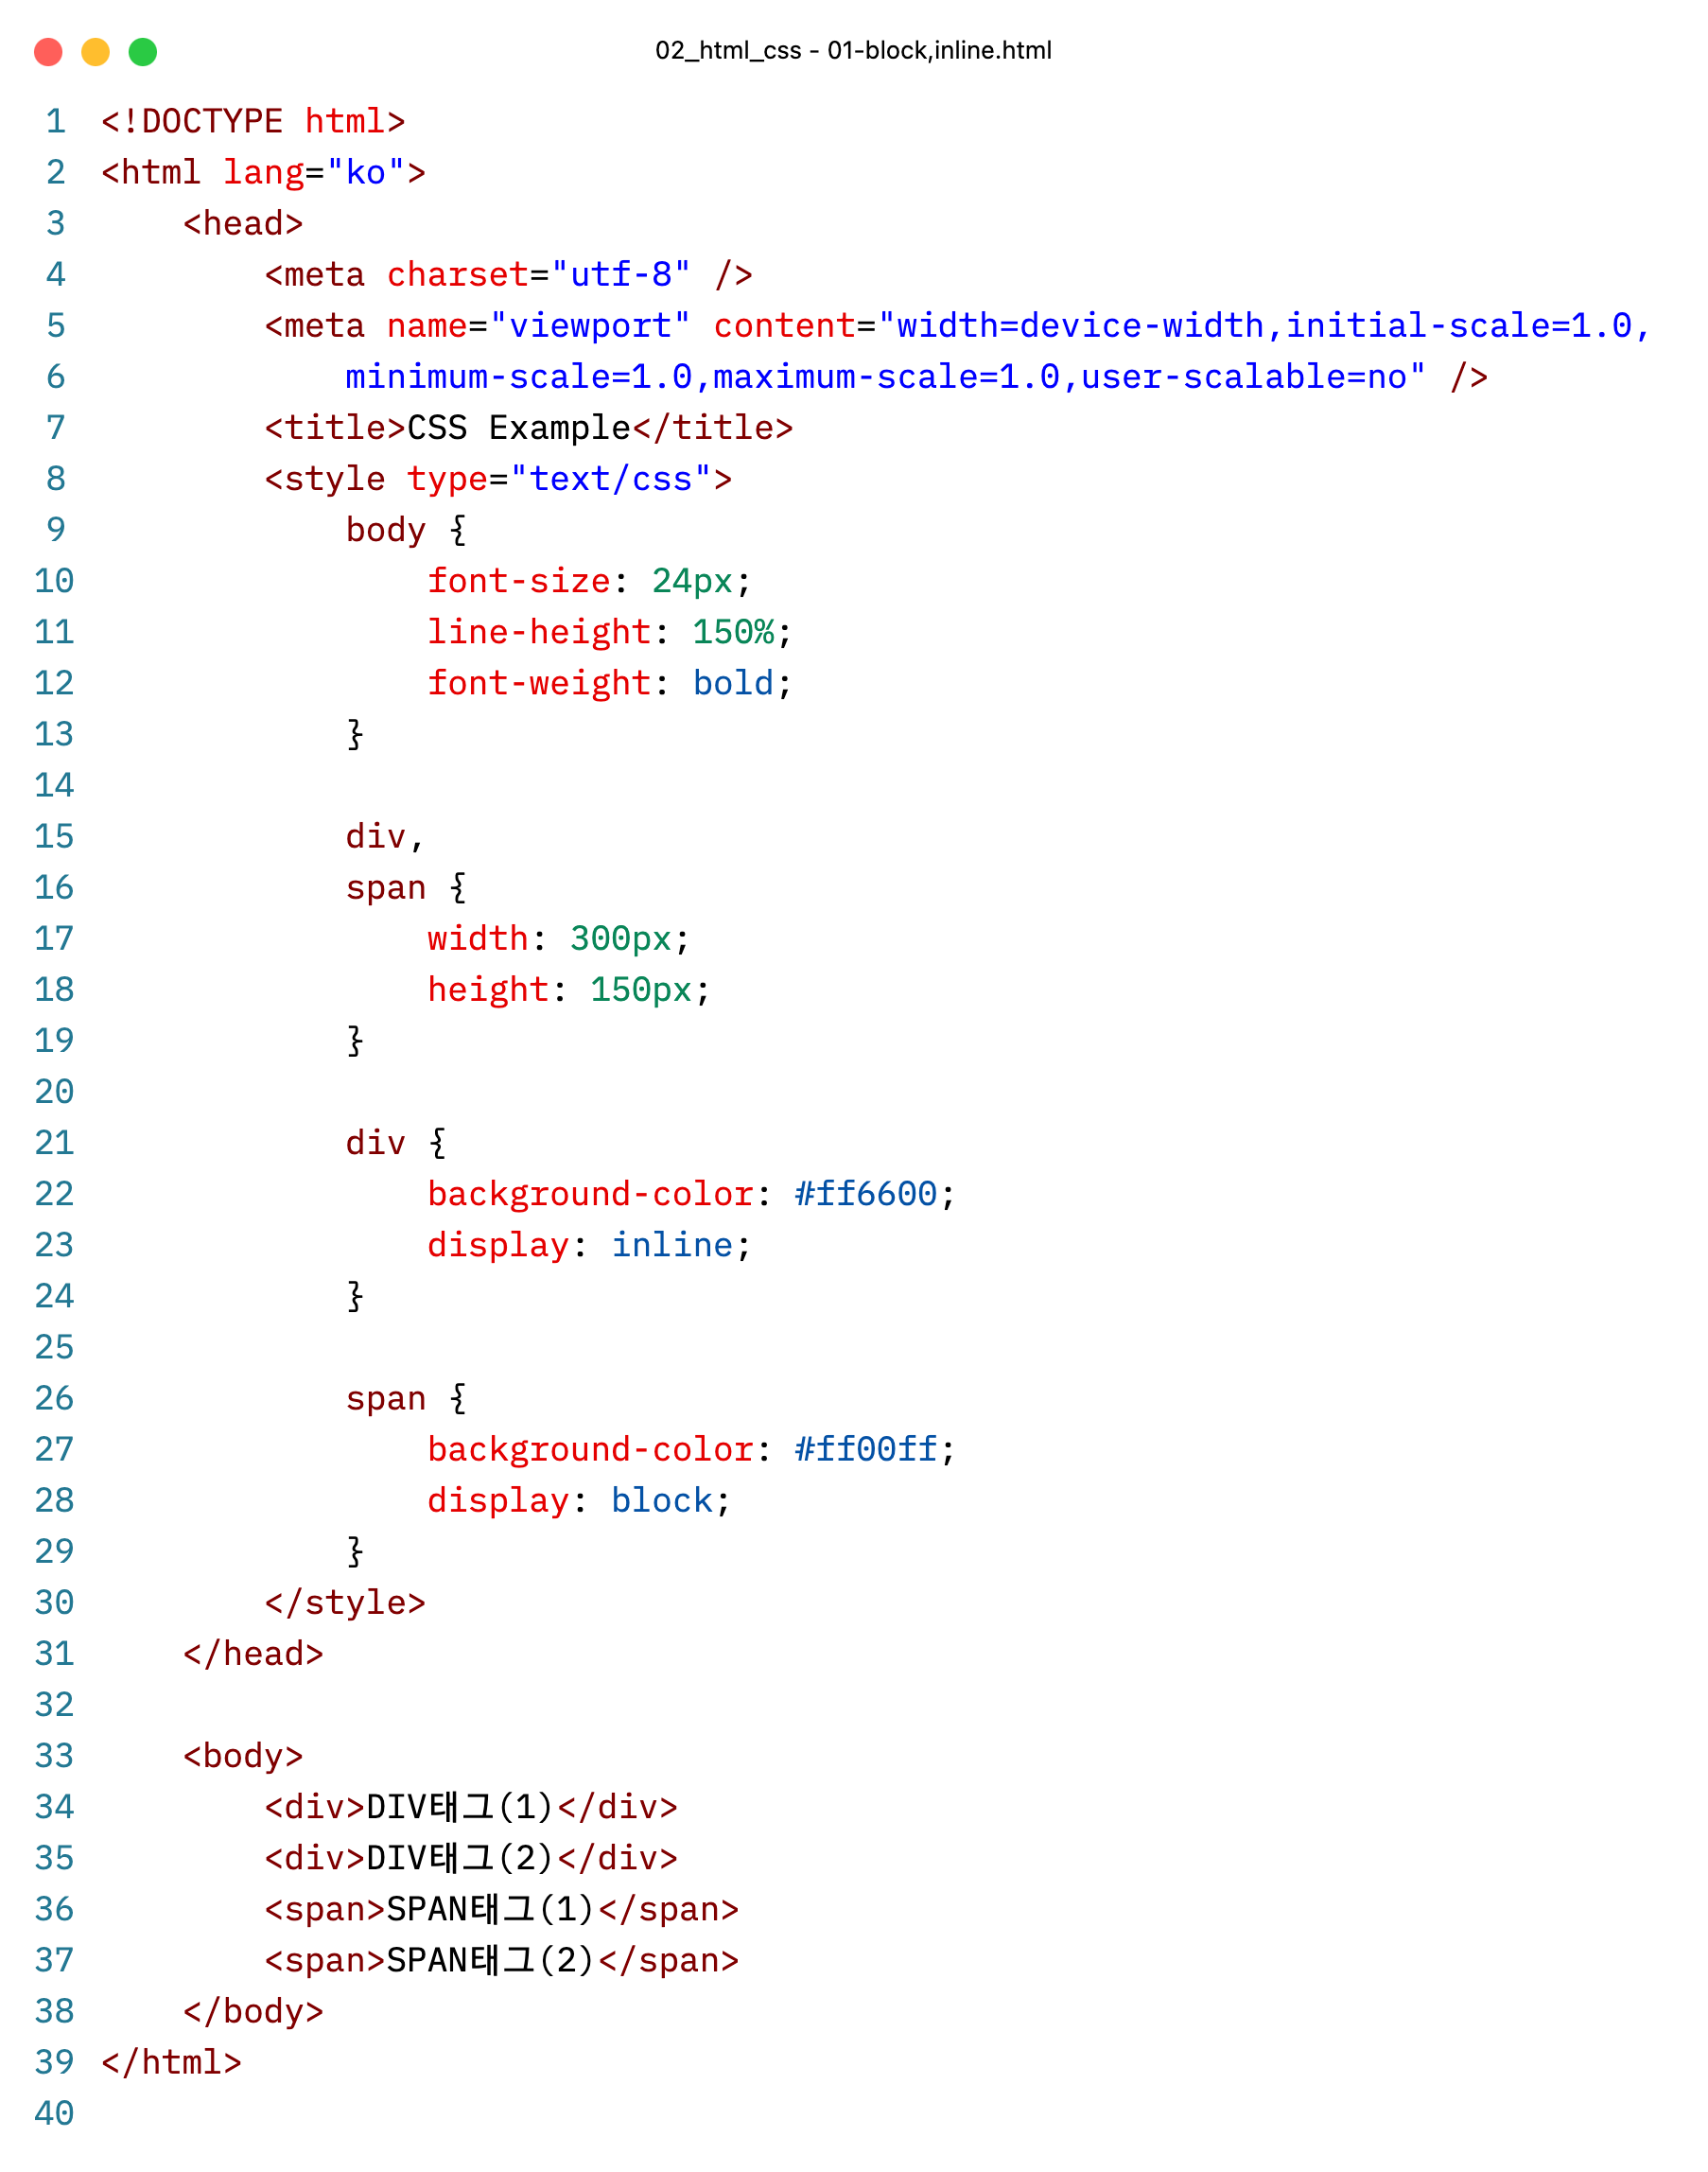 02_html_css - 01-block,inline.html
1 <!DOCTYPE html>
2 <html lang="ko">
3     <head>
4         <meta charset="utf-8" />
5         <meta name="viewport" content="width=device-width,initial-scale=1.0,
6             minimum-scale=1.0,maximum-scale=1.0,user-scalable=no" />
7         <title>CSS Example</title>
8         <style type="text/css">
9             body {
10                 font-size: 24px;
11                 line-height: 150%;
12                 font-weight: bold;
13             }
14
15             div,
16             span {
17                 width: 300px;
18                 height: 150px;
19             }
20
21             div {
22                 background-color: #ff6600;
23                 display: inline;
24             }
25
26             span {
27                 background-color: #ff00ff;
28                 display: block;
29             }
30         </style>
31     </head>
32
33     <body>
34         <div>DIV태그(1)</div>
35         <div>DIV태그(2)</div>
36         <span>SPAN태그(1)</span>
37         <span>SPAN태그(2)</span>
38     </body>
39 </html>
40